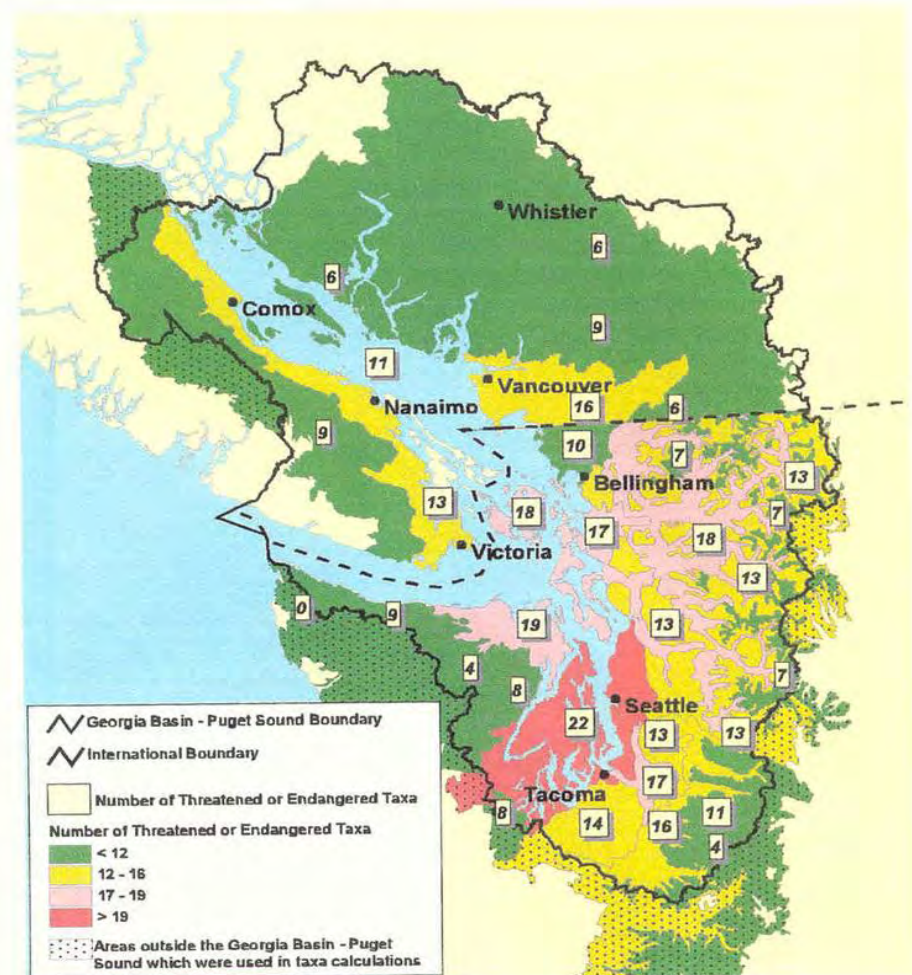 Whistler
6
6
Comox
9
11
Vancouver
Nanaimo
16
6
9
10
7
Bellingham
13
13
18
7
17
18
Victoria
13
0
9
19
13
4
7
8
Seattle
22
13
13
Tacoma
17
8
14
16
11
4
Georgia Basin - Puget Sound Boundary
International Boundary
Number of Threatened or Endangered Taxa
Number of Threatened or Endangered Taxa
< 12
12 - 16
17 - 19
> 19
Areas outside the Georgia Basin - Puget
Sound which were used in taxa calculations